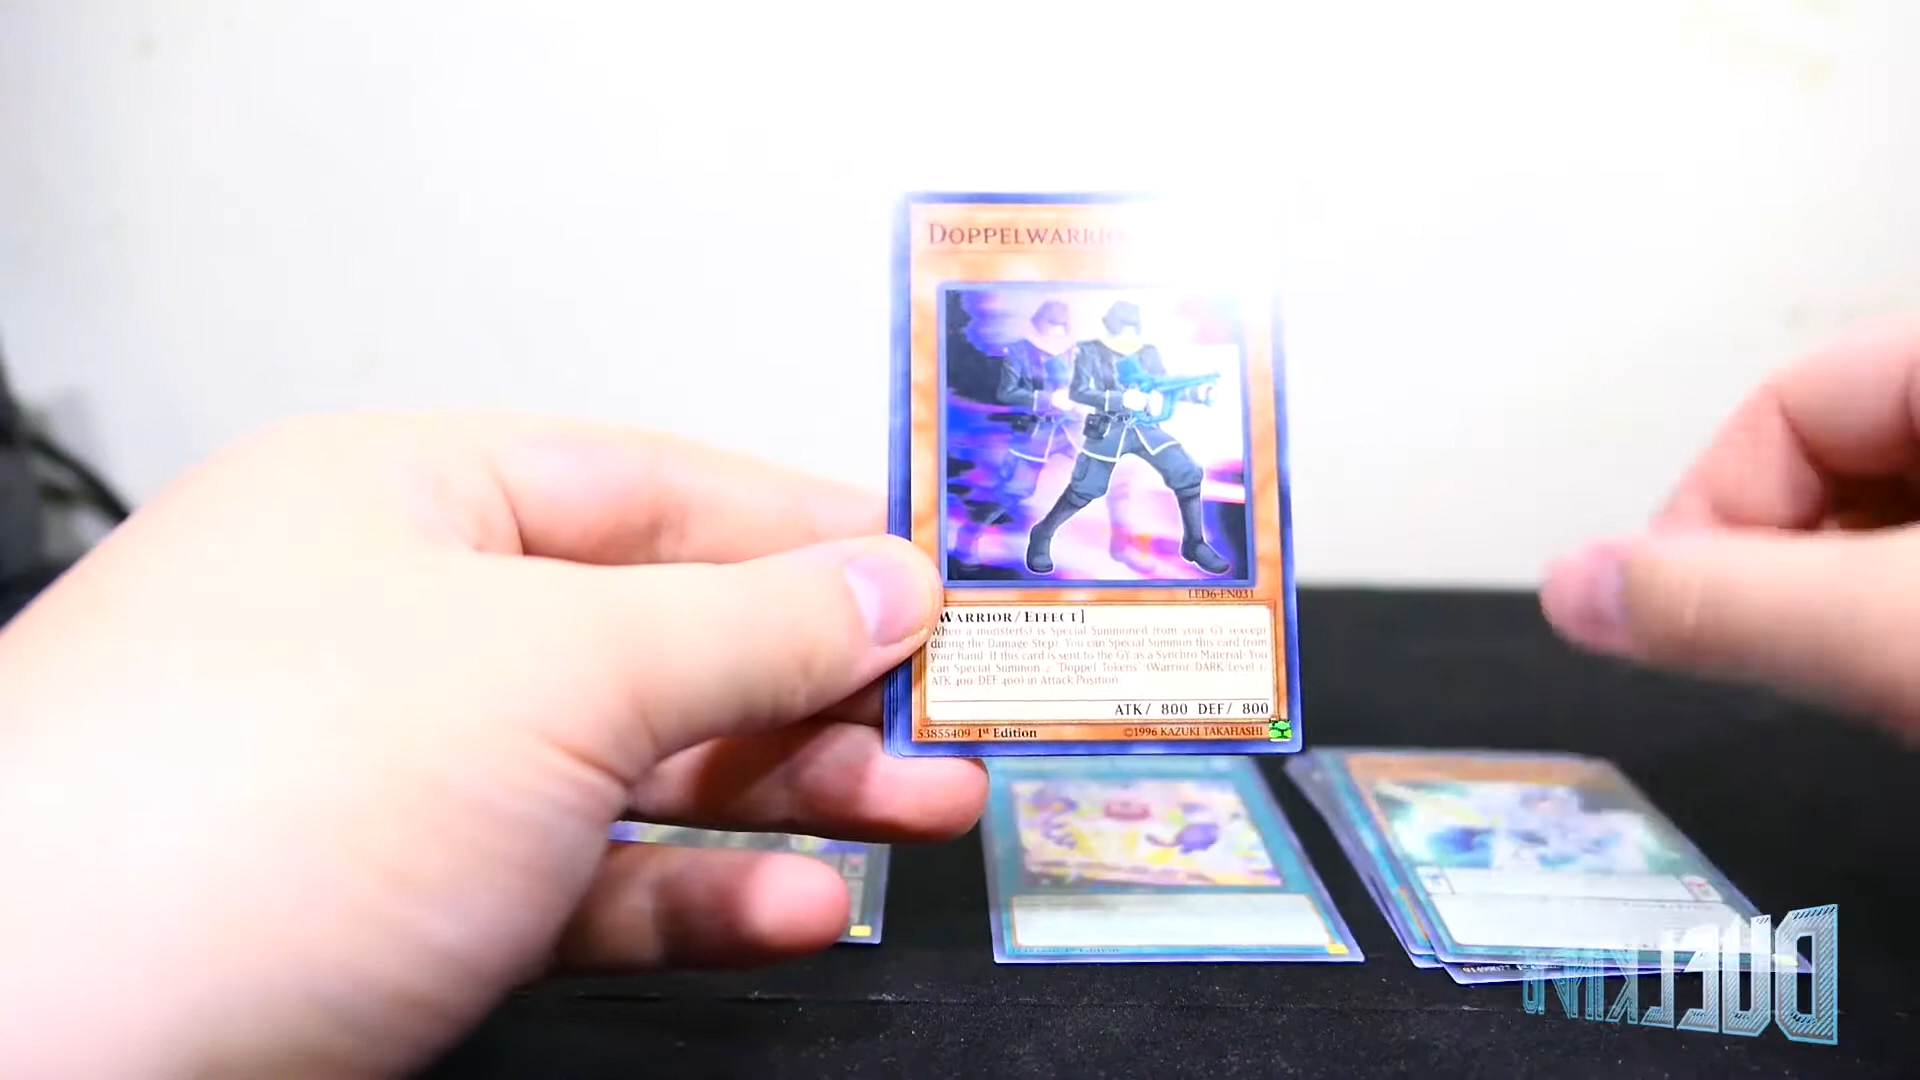 DOPPELWARRIO
LED6-EN031
WARRIOR/EFFECT]
When a monster(s) is Special Summoned from your GY (except
during the Damage Step): You can Special Summon this card from
your hand. If this card is sent to the GY as a Synchro Material: You
can Special Summon 2 "Doppel Tokens" (Warrior/DARK/Level 1/
ATK 400/DEF 400) in Attack Position.
ATK/ 800 DEF/ 800
53855409 1st Edition ©1996 KAZUKI TAKAHASHI
DUELKING